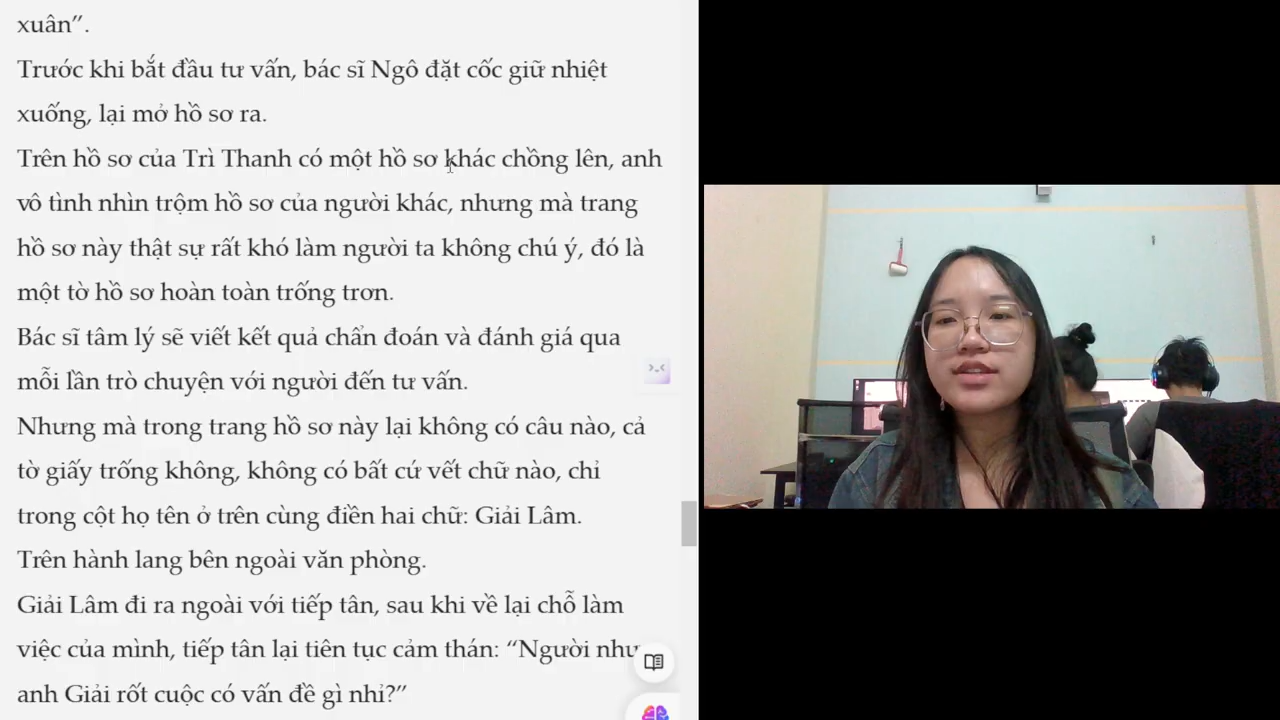 xuân”.
Trước khi bắt đầu tư vấn, bác sĩ Ngô đặt cốc giữ nhiệt
xuống, lại mở hồ sơ ra.
Trên hồ sơ của Trì Thanh có một hồ sơ khác chồng lên, anh
vô tình nhìn trộm hồ sơ của người khác, nhưng mà trang
hồ sơ này thật sự rất khó làm người ta không chú ý, đó là
một tờ hồ sơ hoàn toàn trống trơn.
Bác sĩ tâm lý sẽ viết kết quả chẩn đoán và đánh giá qua
mỗi lần trò chuyện với người đến tư vấn.
Nhưng mà trong trang hồ sơ này lại không có câu nào, cả
tờ giấy trống không, không có bất cứ vết chữ nào, chỉ
trong cột họ tên ở trên cùng điền hai chữ: Giải Lâm.
Trên hành lang bên ngoài văn phòng.
Giải Lâm đi ra ngoài với tiếp tân, sau khi về lại chỗ làm
việc của mình, tiếp tân lại tiên tục cảm thán: “Người như
anh Giải rốt cuộc có vấn đề gì nhỉ?”